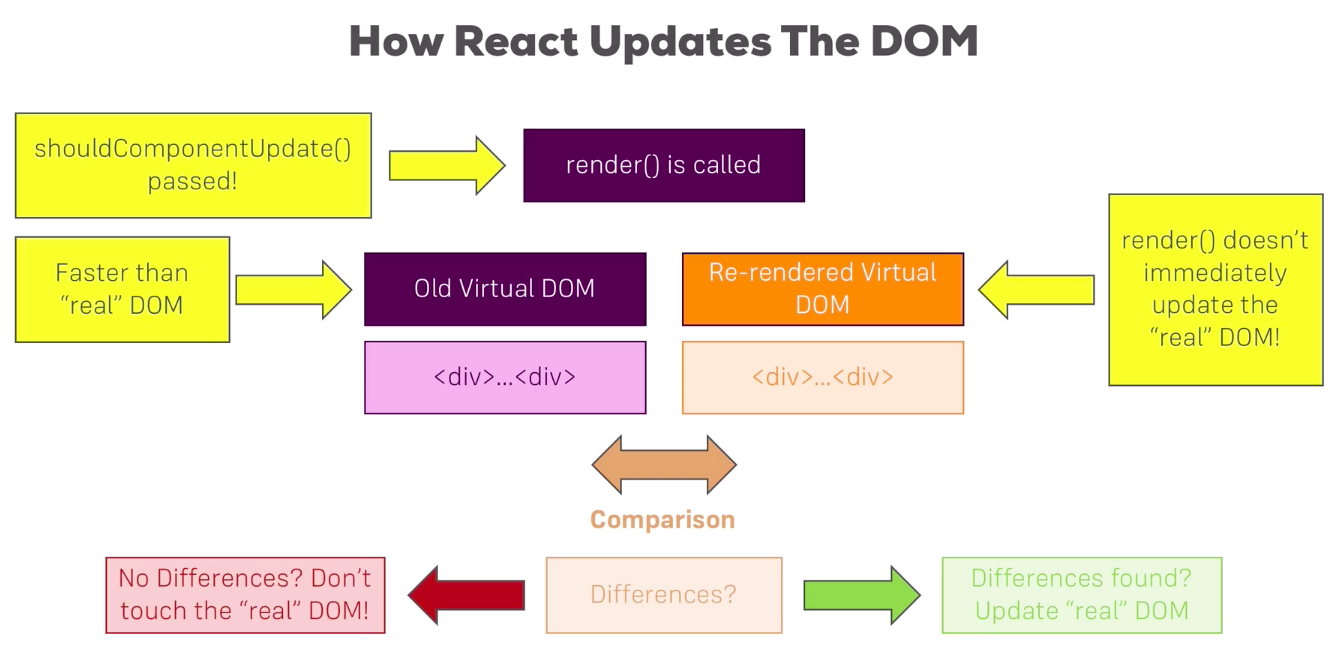 How React Updates The DOM
shouldComponentUpdate()
passed!
render() is called
Faster than
“real” DOM
Old Virtual DOM
Re-rendered Virtual
DOM
render() doesn’t
immediately
update the
“real” DOM!
<div>...<div>
<div>...<div>
Comparison
No Differences? Don’t
touch the “real” DOM!
Differences?
Differences found?
Update “real” DOM